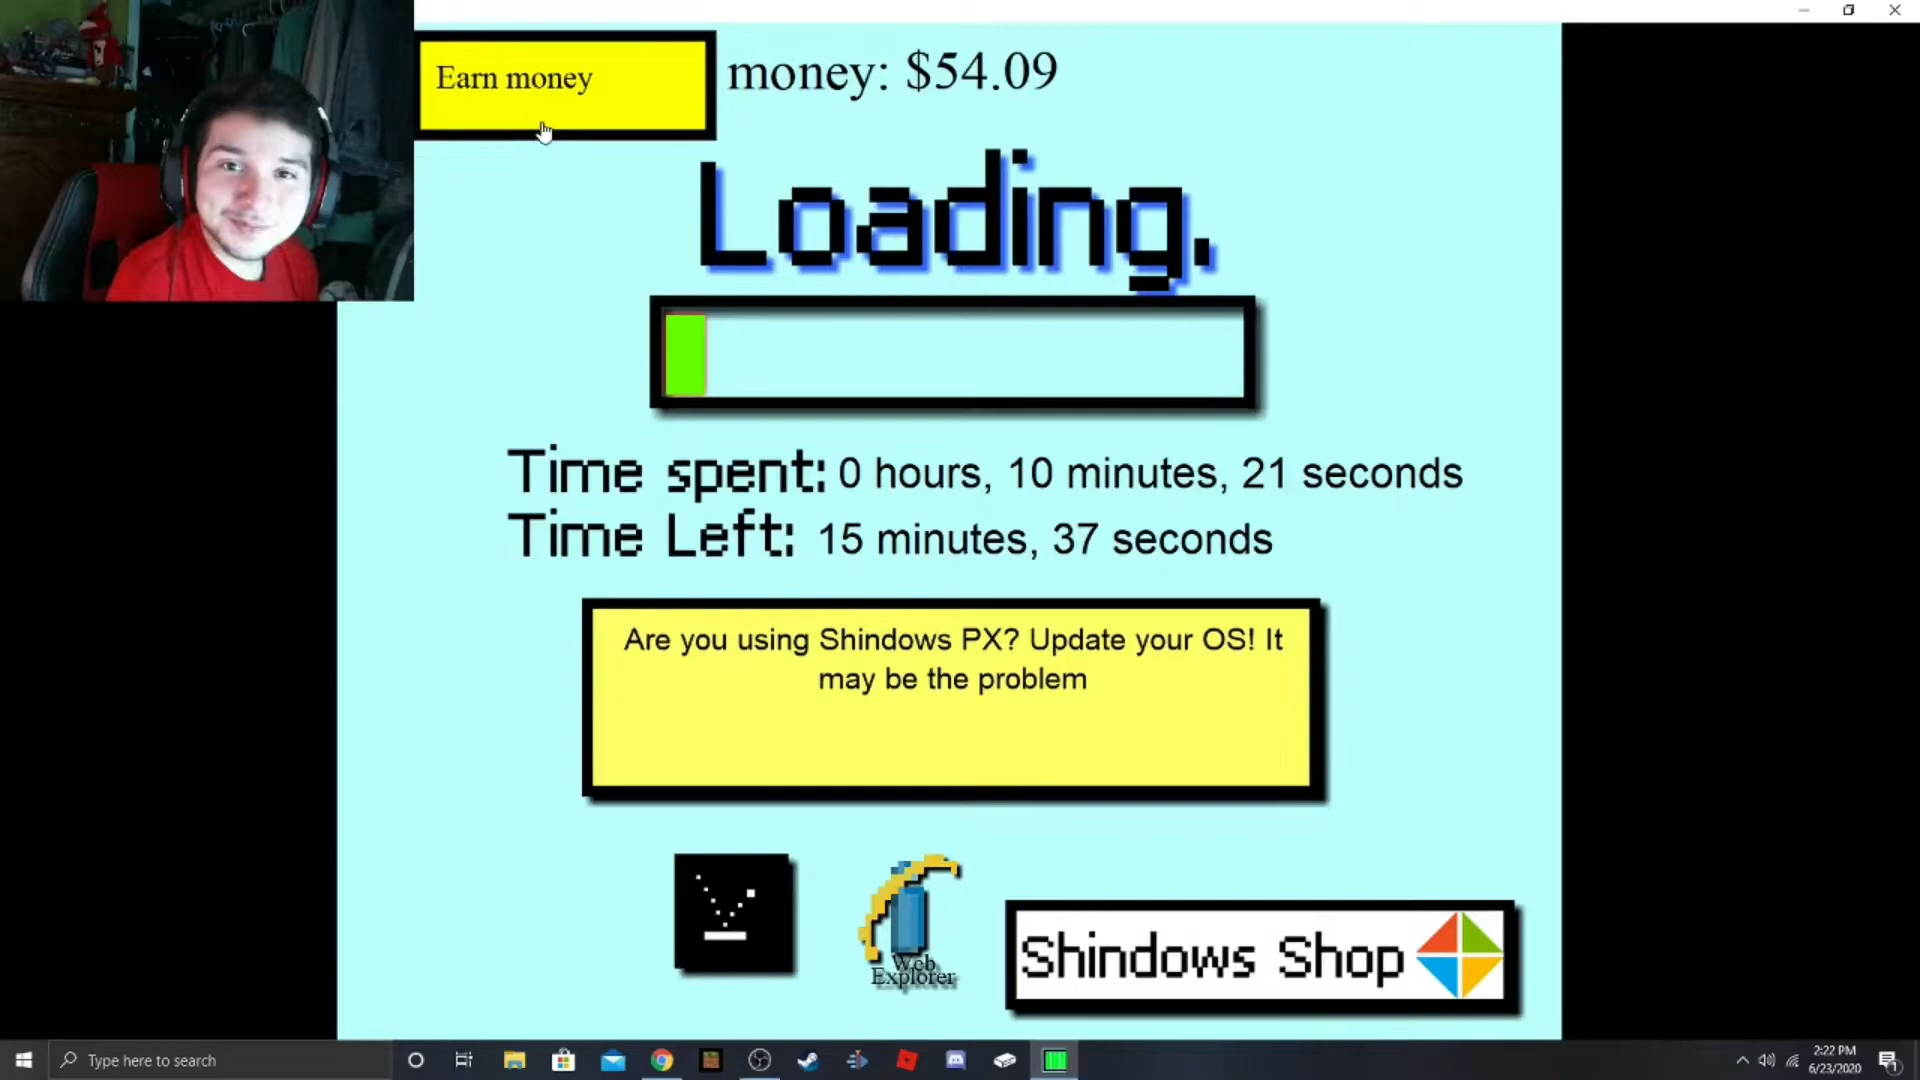 Earn money
money: $54.09
Loading.
Time spent: 0 hours, 10 minutes, 21 seconds
Time Left: 15 minutes, 37 seconds
Are you using Shindows PX? Update your OS! It
may be the problem
Web
Explorer
Shindows Shop
Type here to search
2:22 PM
6/23/2020
1